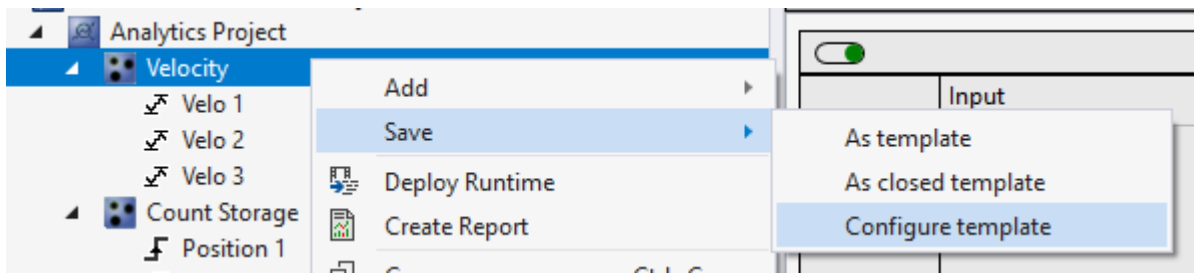 Analytics Project
Velocity
Velo 1
Velo 2
Velo 3
Count Storage
Position 1
Add
Save
Deploy Runtime
Create Report
As template
As closed template
Configure template
Input